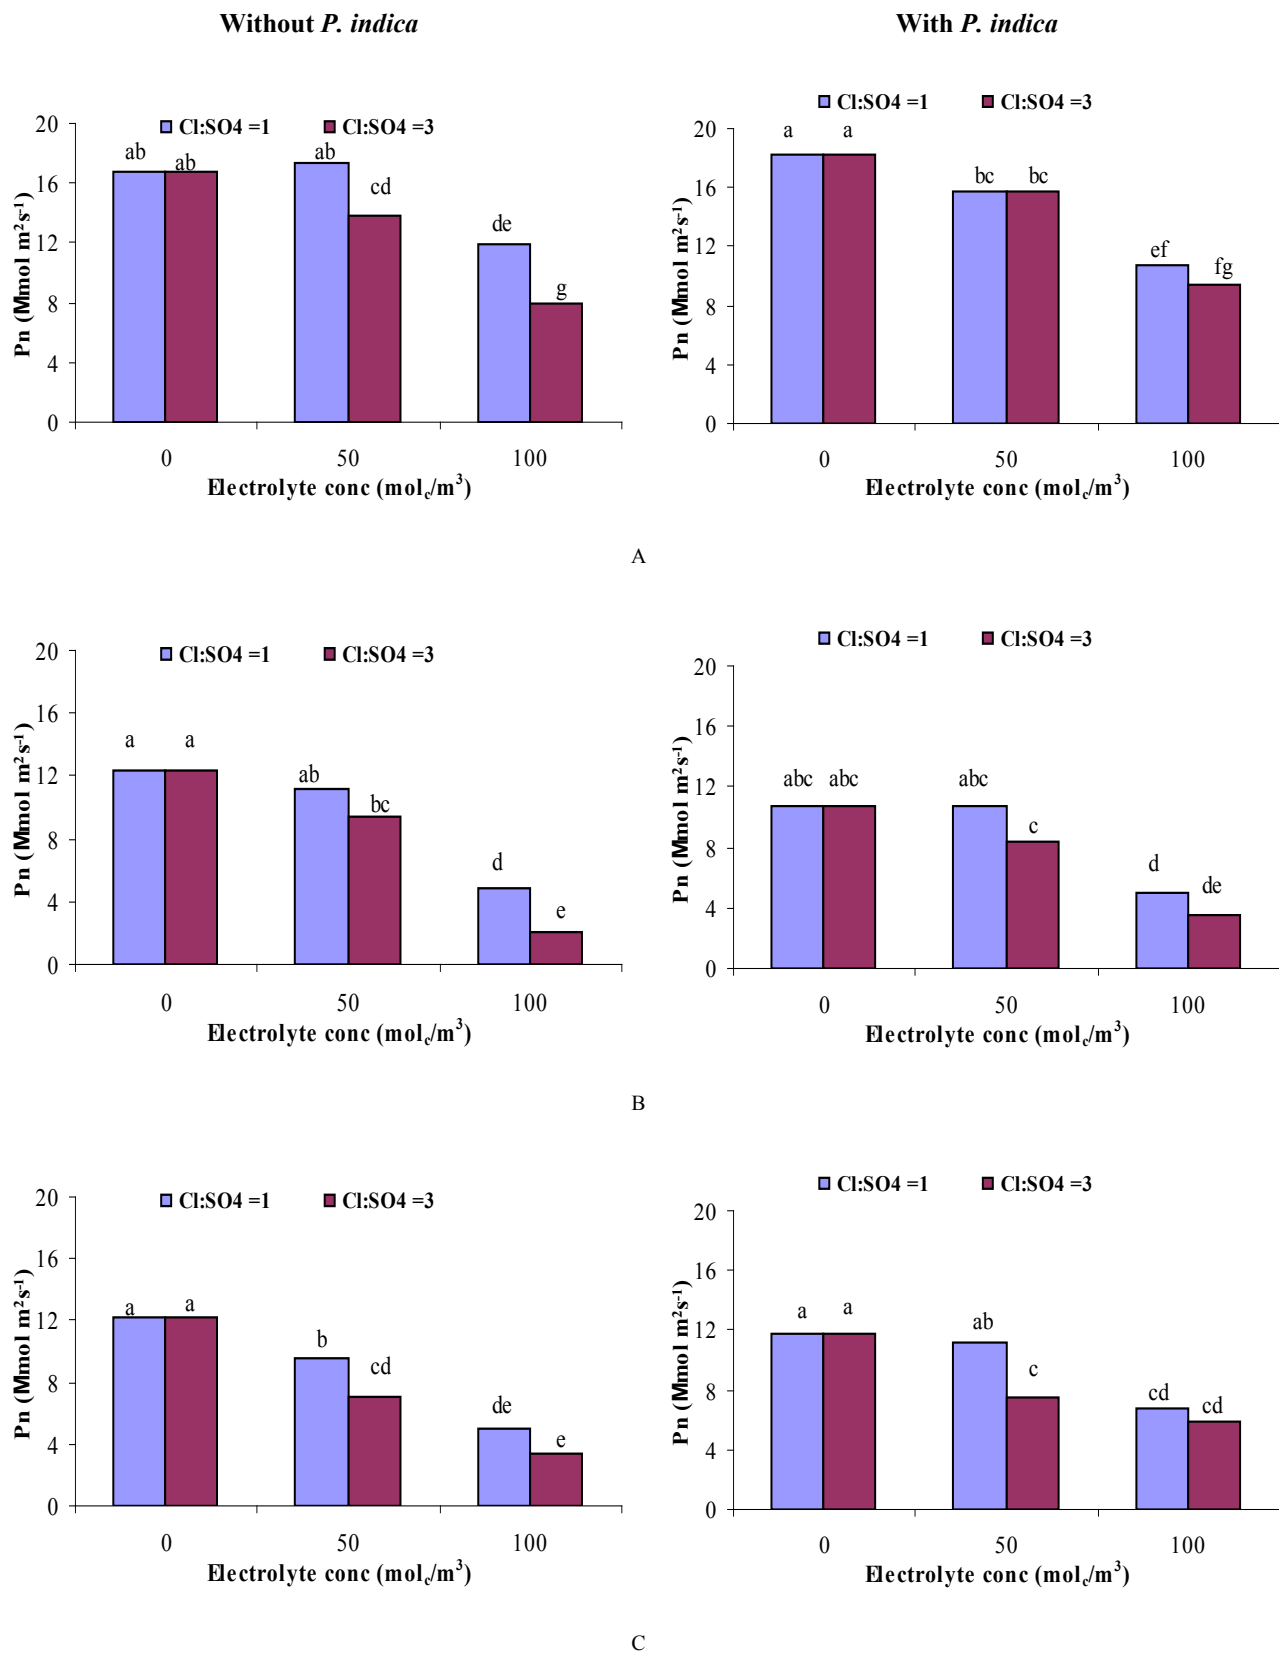 Without P. indica
With P. indica
Cl:SO4 =1 Cl:SO4 =3
20
16
12
8
4
0
Pn (Mmol m²s⁻¹)
ab ab ab cd de g
0 50 100
Electrolyte conc (mol_c/m³)
Cl:SO4 =1 Cl:SO4 =3
20
16
12
8
4
0
Pn (Mmol m²s⁻¹)
a a bc bc ef fg
0 50 100
Electrolyte conc (mol_c/m³)
A
Cl:SO4 =1 Cl:SO4 =3
20
16
12
8
4
0
Pn (Mmol m²s⁻¹)
a a ab bc d e
0 50 100
Electrolyte conc (mol_c/m³)
Cl:SO4 =1 Cl:SO4 =3
20
16
12
8
4
0
Pn (Mmol m²s⁻¹)
abc abc abc c d de
0 50 100
Electrolyte conc (mol_c/m³)
B
Cl:SO4 =1 Cl:SO4 =3
20
16
12
8
4
0
Pn (Mmol m²s⁻¹)
a a b cd de e
0 50 100
Electrolyte conc (mol_c/m³)
Cl:SO4 =1 Cl:SO4 =3
20
16
12
8
4
0
Pn (Mmol m²s⁻¹)
a a ab c cd cd
0 50 100
Electrolyte conc (mol_c/m³)
C